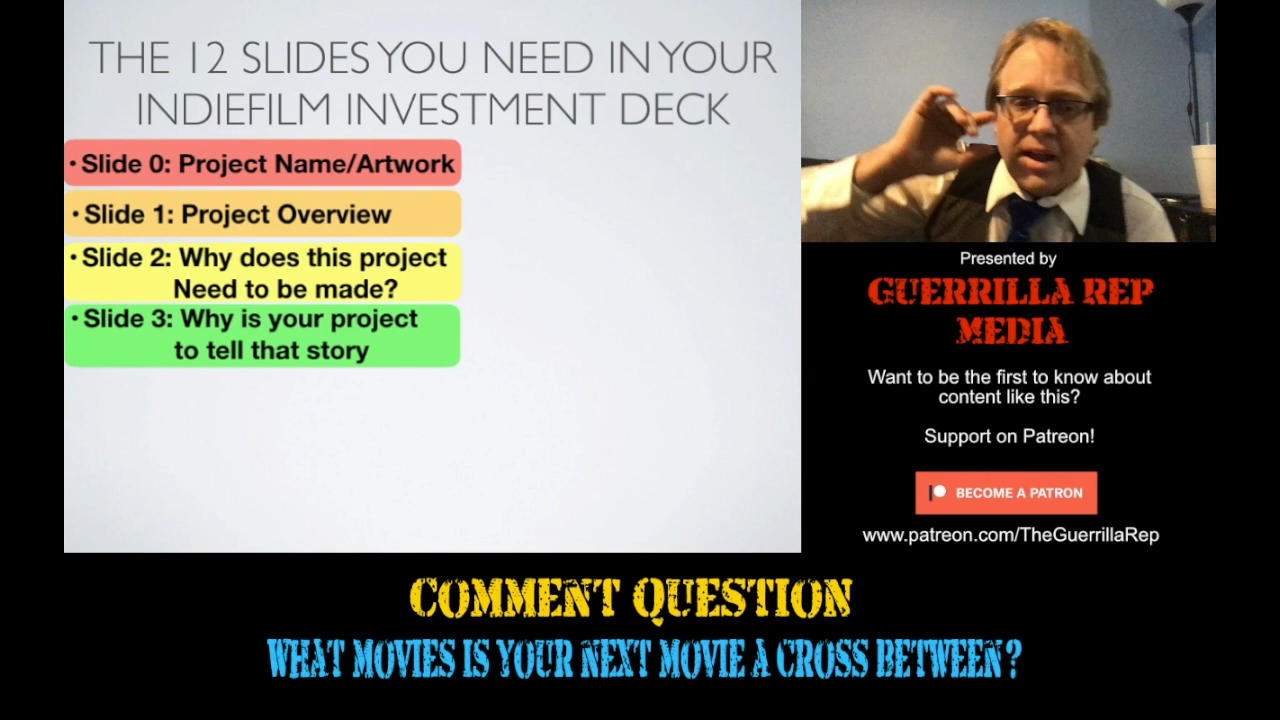 THE 12 SLIDES YOU NEED IN YOUR
INDIEFILM INVESTMENT DECK
• Slide 0: Project Name/Artwork
• Slide 1: Project Overview
• Slide 2: Why does this project
Need to be made?
• Slide 3: Why is your project
to tell that story
Presented by
GUERRILLA REP
MEDIA
Want to be the first to know about
content like this?
Support on Patreon!
BECOME A PATRON
www.patreon.com/TheGuerrillaRep
COMMENT QUESTION
WHAT MOVIES IS YOUR NEXT MOVIE A CROSS BETWEEN?